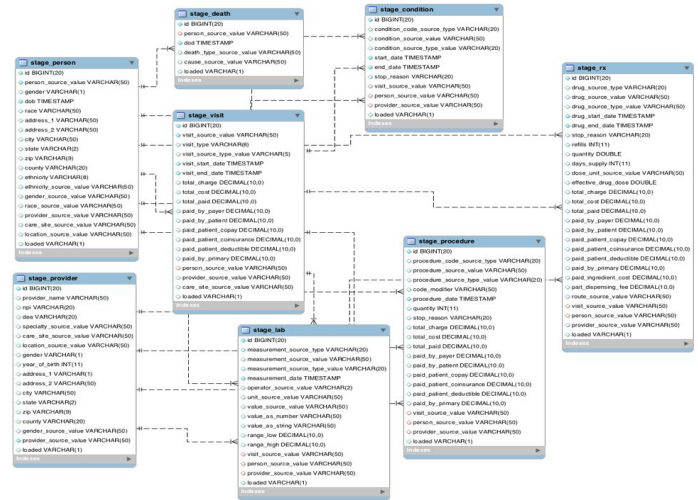 stage_death
id BIGINT(20)
person_source_value VARCHAR(50)
dod TIMESTAMP
death_type_source_value VARCHAR(50)
cause_source_value VARCHAR(50)
loaded VARCHAR(1)
Indexes
stage_condition
id BIGINT(20)
condition_code_source_type VARCHAR(20)
condition_source_value VARCHAR(50)
condition_source_type_value VARCHAR(20)
start_date TIMESTAMP
end_date TIMESTAMP
stop_reason VARCHAR(20)
visit_source_value VARCHAR(50)
person_source_value VARCHAR(50)
provider_source_value VARCHAR(50)
loaded VARCHAR(1)
Indexes
stage_person
id BIGINT(20)
person_source_value VARCHAR(50)
gender VARCHAR(1)
dob TIMESTAMP
race VARCHAR(50)
address_1 VARCHAR(50)
address_2 VARCHAR(50)
city VARCHAR(50)
state VARCHAR(2)
zip VARCHAR(9)
county VARCHAR(20)
ethnicity VARCHAR(8)
ethnicity_source_value VARCHAR(50)
gender_source_value VARCHAR(50)
race_source_value VARCHAR(50)
provider_source_value VARCHAR(50)
care_site_source_value VARCHAR(50)
location_source_value VARCHAR(50)
loaded VARCHAR(1)
Indexes
stage_visit
id BIGINT(20)
visit_source_value VARCHAR(50)
visit_type VARCHAR(8)
visit_source_type_value VARCHAR(5)
visit_start_date TIMESTAMP
visit_end_date TIMESTAMP
total_charge DECIMAL(10,0)
total_cost DECIMAL(10,0)
total_paid DECIMAL(10,0)
paid_by_payer DECIMAL(10,0)
paid_by_patient DECIMAL(10,0)
paid_patient_copay DECIMAL(10,0)
paid_patient_coinsurance DECIMAL(10,0)
paid_patient_deductible DECIMAL(10,0)
paid_by_primary DECIMAL(10,0)
person_source_value VARCHAR(50)
provider_source_value VARCHAR(50)
care_site_source_value VARCHAR(50)
loaded VARCHAR(1)
Indexes
stage_rx
id BIGINT(20)
drug_source_type VARCHAR(20)
drug_source_value VARCHAR(50)
drug_source_type_value VARCHAR(20)
drug_start_date TIMESTAMP
drug_end_date TIMESTAMP
stop_reason VARCHAR(20)
refills INT(11)
quantity DOUBLE
days_supply INT(11)
dose_unit_source_value VARCHAR(50)
effective_drug_dose DOUBLE
total_charge DECIMAL(10,0)
total_cost DECIMAL(10,0)
total_paid DECIMAL(10,0)
paid_by_payer DECIMAL(10,0)
paid_by_patient DECIMAL(10,0)
paid_patient_copay DECIMAL(10,0)
paid_patient_coinsurance DECIMAL(10,0)
paid_patient_deductible DECIMAL(10,0)
paid_by_primary DECIMAL(10,0)
paid_ingredient_cost DECIMAL(10,0)
part_dispensing_fee DECIMAL(10,0)
route_source_value VARCHAR(50)
visit_source_value VARCHAR(50)
person_source_value VARCHAR(50)
provider_source_value VARCHAR(50)
loaded VARCHAR(1)
Indexes
stage_procedure
id BIGINT(20)
procedure_code_source_type VARCHAR(20)
procedure_source_value VARCHAR(50)
procedure_source_type_value VARCHAR(20)
code_modifier VARCHAR(50)
procedure_date TIMESTAMP
quantity INT(11)
stop_reason VARCHAR(20)
total_charge DECIMAL(10,0)
total_cost DECIMAL(10,0)
total_paid DECIMAL(10,0)
paid_by_payer DECIMAL(10,0)
paid_by_patient DECIMAL(10,0)
paid_patient_copay DECIMAL(10,0)
paid_patient_coinsurance DECIMAL(10,0)
paid_patient_deductible DECIMAL(10,0)
paid_by_primary DECIMAL(10,0)
visit_source_value VARCHAR(50)
person_source_value VARCHAR(50)
provider_source_value VARCHAR(50)
loaded VARCHAR(1)
Indexes
stage_provider
id BIGINT(20)
provider_name VARCHAR(50)
npi VARCHAR(20)
dea VARCHAR(20)
specialty_source_value VARCHAR(50)
care_site_source_value VARCHAR(50)
location_source_value VARCHAR(50)
gender VARCHAR(1)
year_of_birth INT(11)
address_1 VARCHAR(1)
address_2 VARCHAR(50)
city VARCHAR(50)
state VARCHAR(2)
zip VARCHAR(9)
county VARCHAR(20)
gender_source_value VARCHAR(50)
provider_source_value VARCHAR(50)
loaded VARCHAR(1)
Indexes
stage_lab
id BIGINT(20)
measurement_source_type VARCHAR(20)
measurement_source_value VARCHAR(50)
measurement_source_type_value VARCHAR(20)
measurement_date TIMESTAMP
operator_source_value VARCHAR(2)
unit_source_value VARCHAR(50)
value_source_value VARCHAR(50)
value_as_number VARCHAR(50)
value_as_string VARCHAR(50)
range_low DECIMAL(10,0)
range_high DECIMAL(10,0)
visit_source_value VARCHAR(50)
person_source_value VARCHAR(50)
provider_source_value VARCHAR(50)
loaded VARCHAR(1)
Indexes